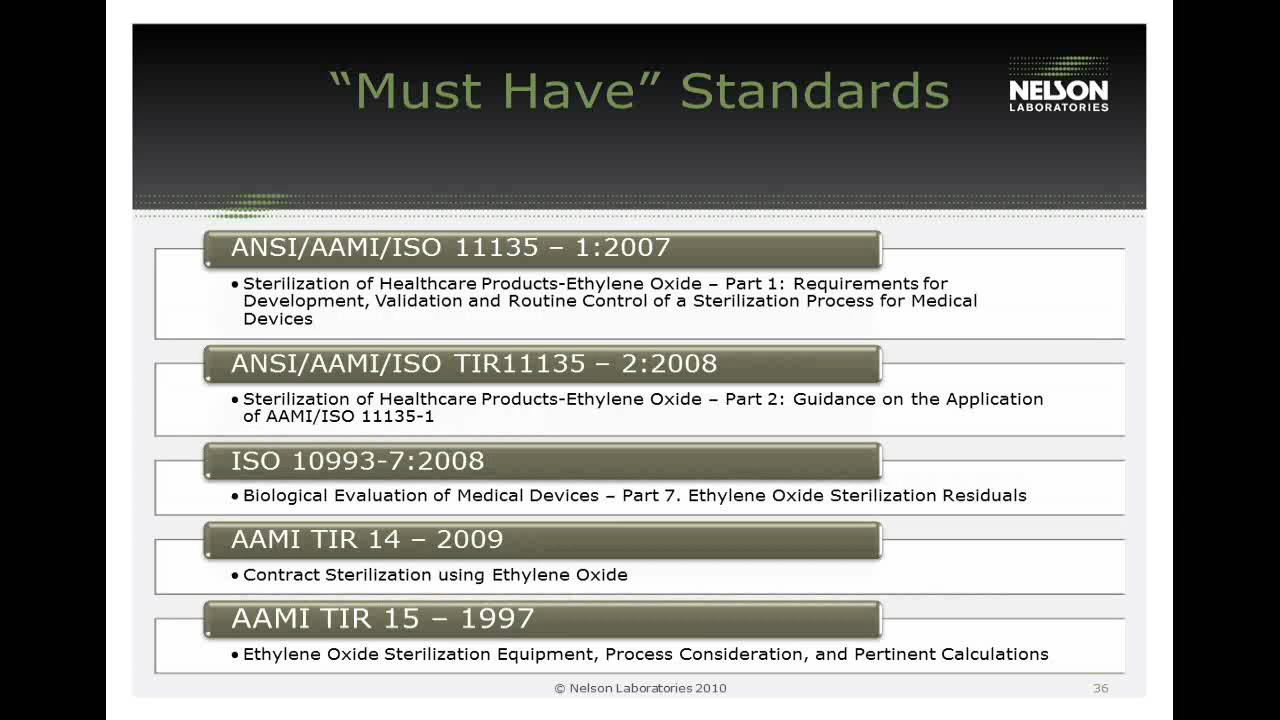 “Must Have” Standards
NELSON
LABORATORIES
ANSI/AAMI/ISO 11135 – 1:2007
• Sterilization of Healthcare Products-Ethylene Oxide – Part 1: Requirements for
Development, Validation and Routine Control of a Sterilization Process for Medical
Devices
ANSI/AAMI/ISO TIR11135 – 2:2008
• Sterilization of Healthcare Products-Ethylene Oxide – Part 2: Guidance on the Application
of AAMI/ISO 11135-1
ISO 10993-7:2008
• Biological Evaluation of Medical Devices – Part 7. Ethylene Oxide Sterilization Residuals
AAMI TIR 14 – 2009
• Contract Sterilization using Ethylene Oxide
AAMI TIR 15 – 1997
• Ethylene Oxide Sterilization Equipment, Process Consideration, and Pertinent Calculations
© Nelson Laboratories 2010
36